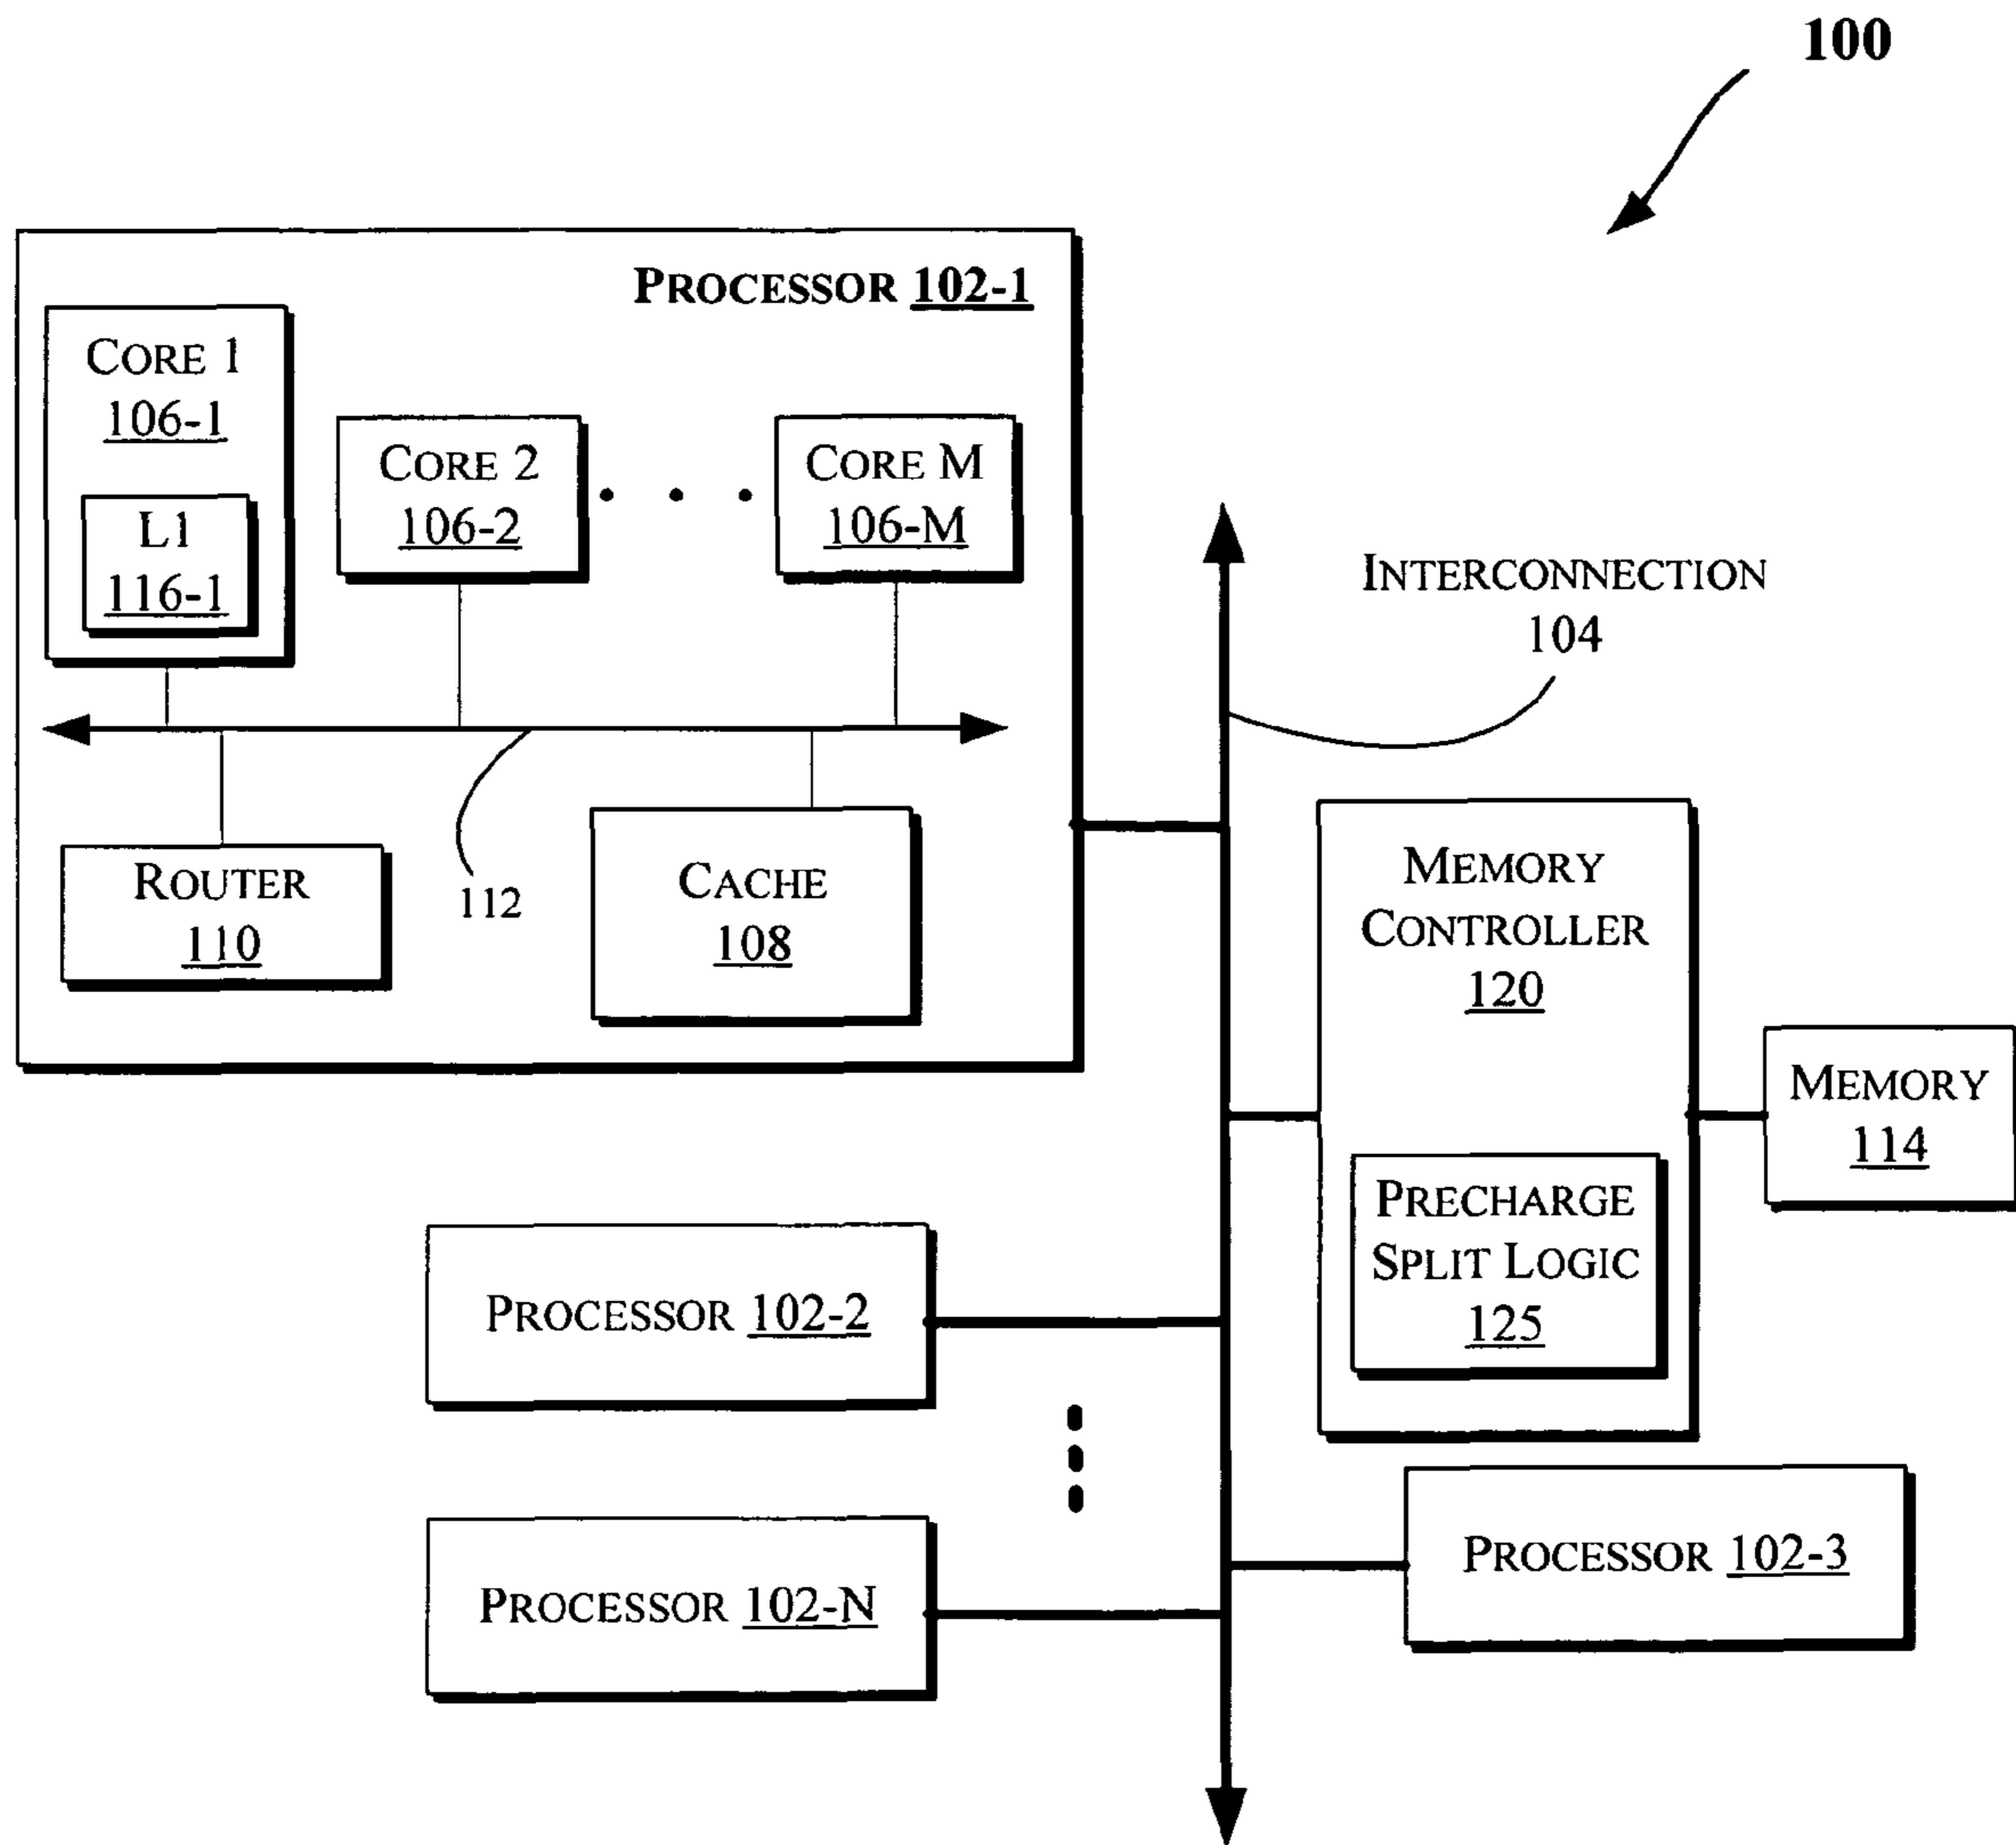 100
PROCESSOR 102-1
CORE 1
106-1
L1
116-1
CORE 2
106-2
CORE M
106-M
ROUTER
110
112
CACHE
108
INTERCONNECTION
104
MEMORY
CONTROLLER
120
PRECHARGE
SPLIT LOGIC
125
MEMORY
114
PROCESSOR 102-2
PROCESSOR 102-N
PROCESSOR 102-3